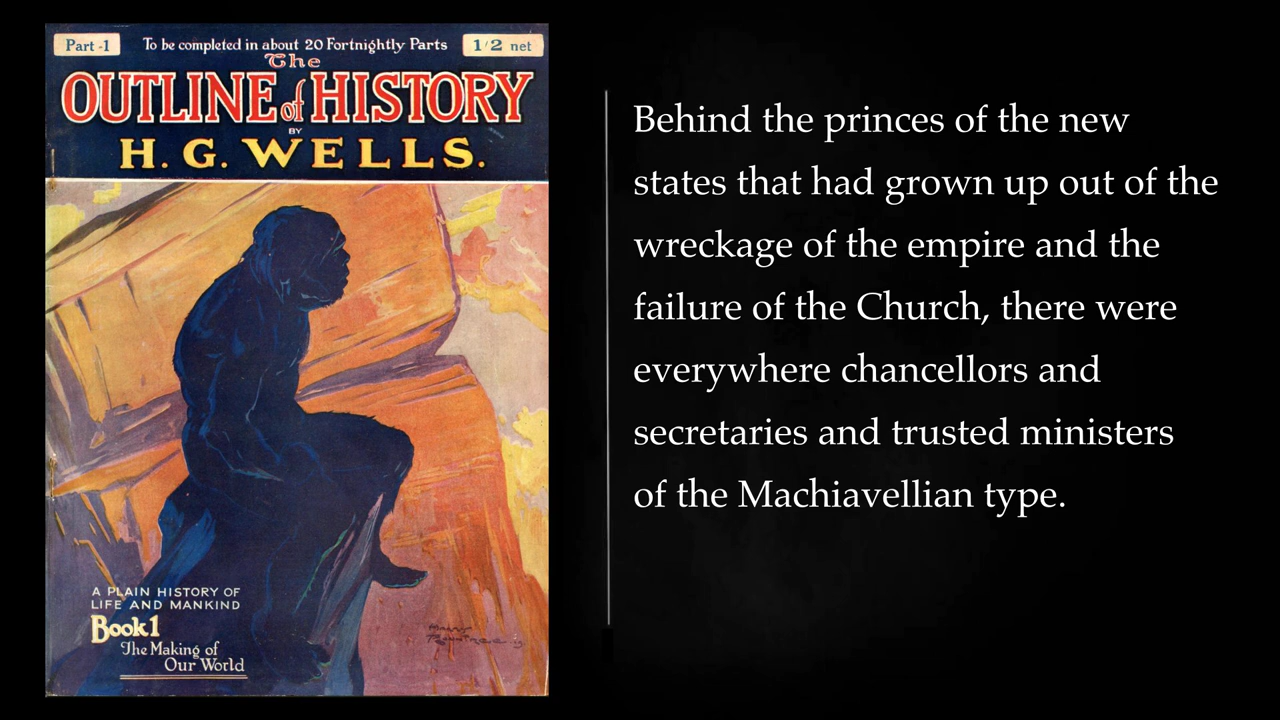 Part -1
To be completed in about 20 Fortnightly Parts
1/2 net
The
OUTLINE of HISTORY
BY
H. G. WELLS.
A PLAIN HISTORY OF
LIFE AND MANKIND
Book 1
The Making of
Our World
Behind the princes of the new
states that had grown up out of the
wreckage of the empire and the
failure of the Church, there were
everywhere chancellors and
secretaries and trusted ministers
of the Machiavellian type.